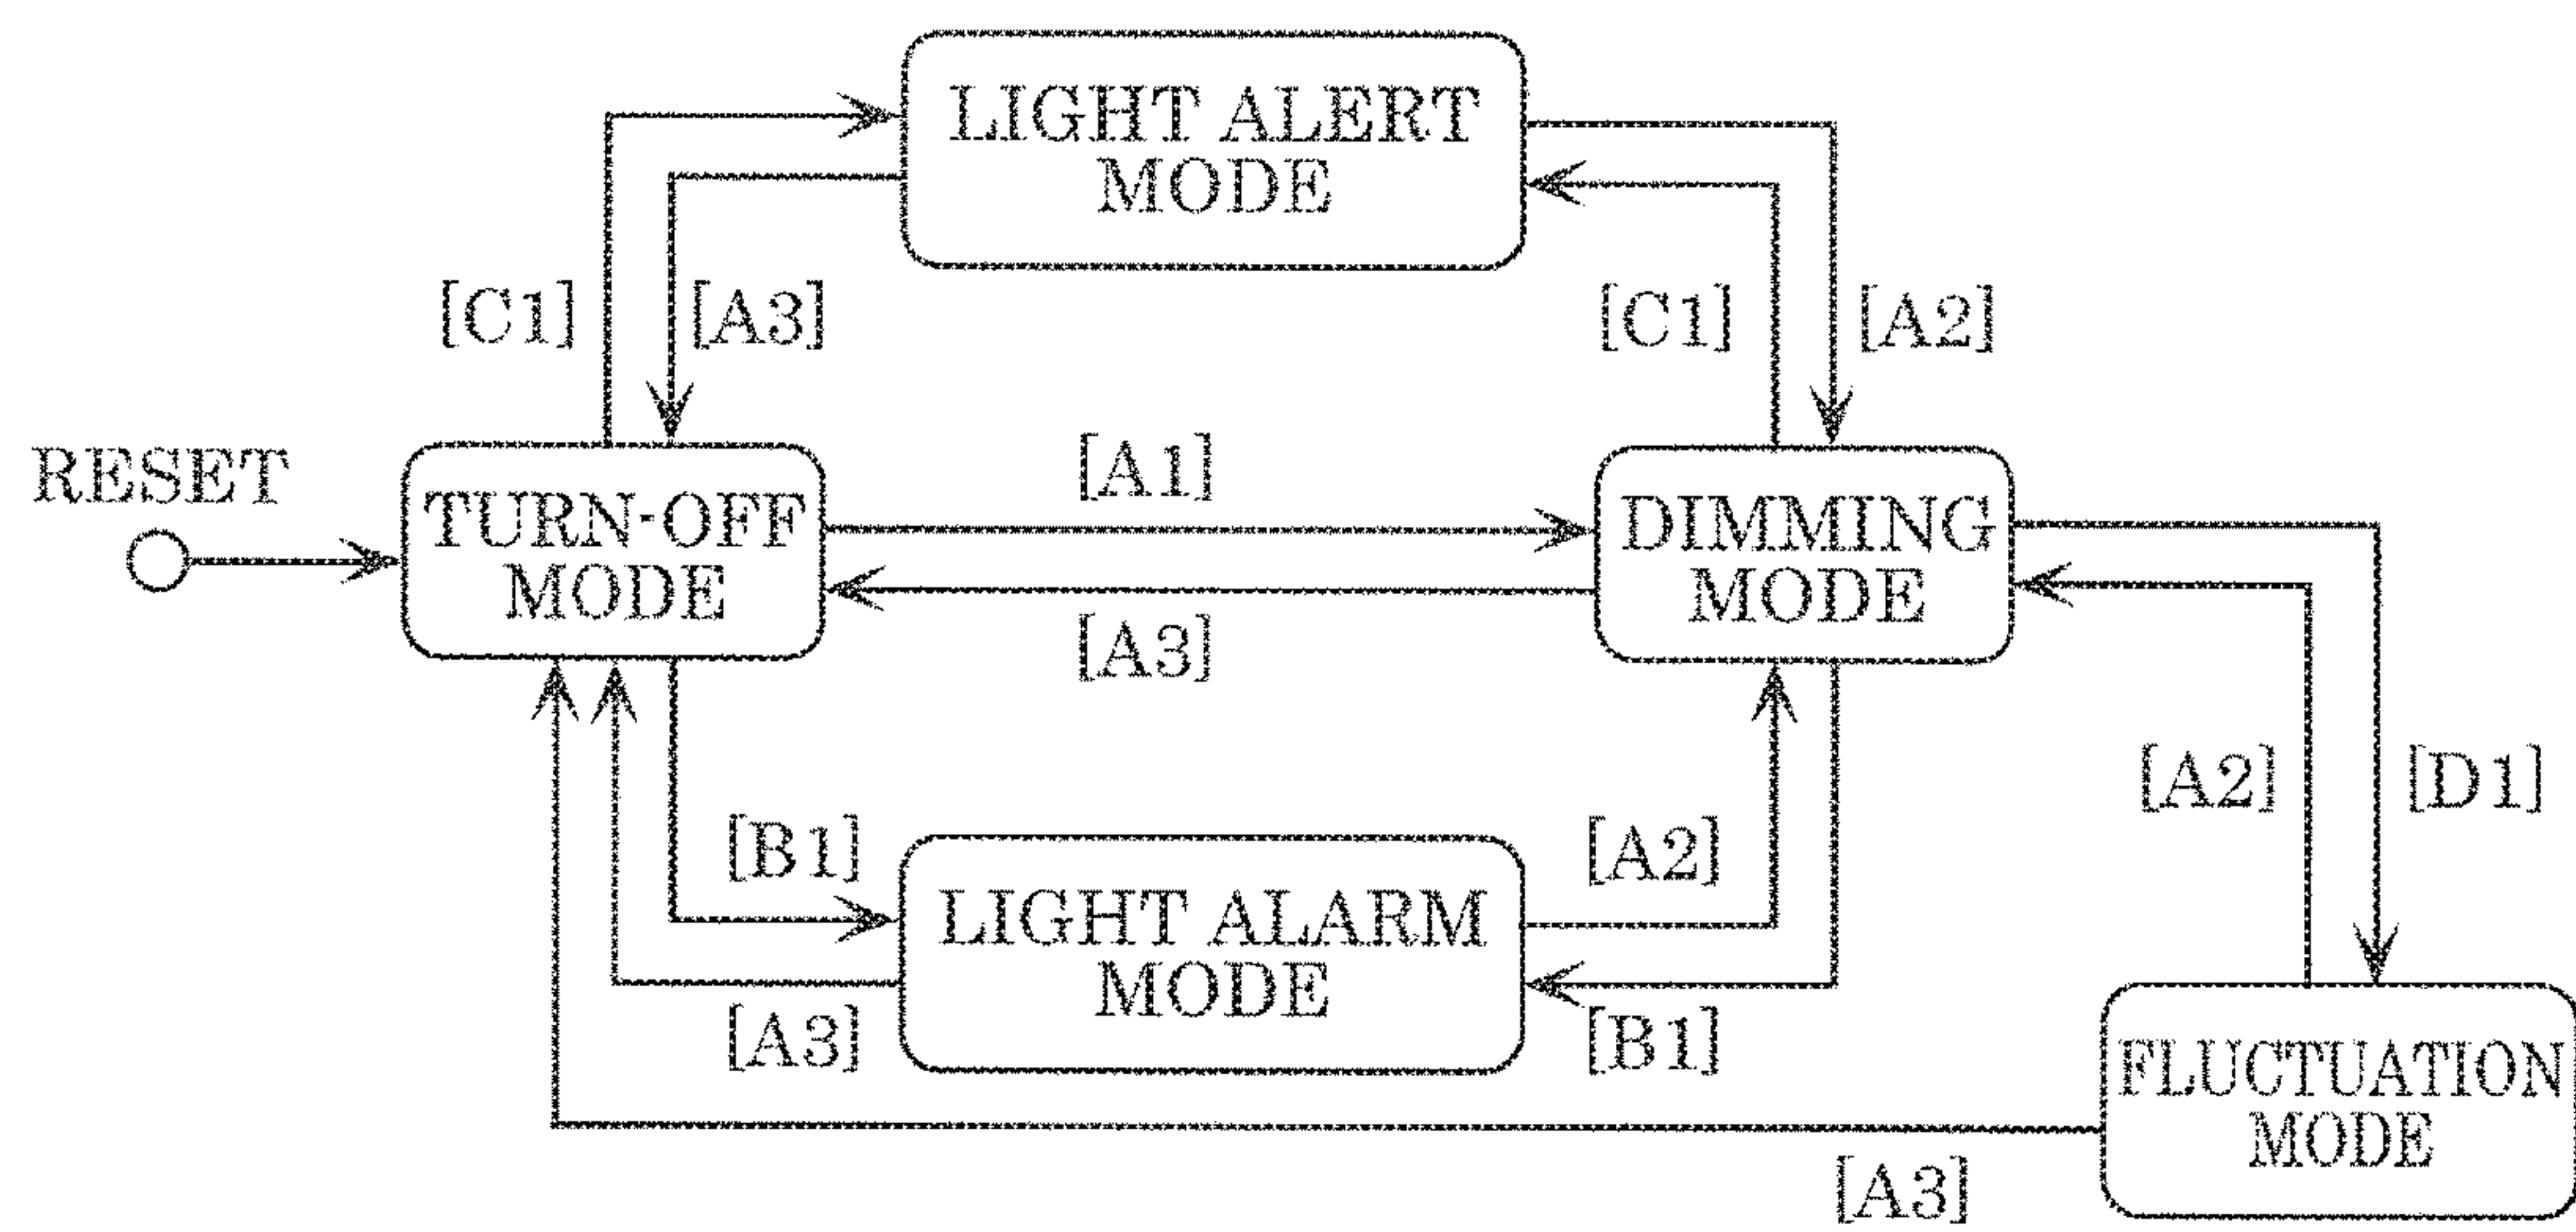 LIGHT ALERT
MODE
[C1]
[A3]
[C1]
[A2]
RESET
TURN-OFF
MODE
[A1]
[A3]
DIMMING
MODE
[A2]
[D1]
[B1]
[A3]
LIGHT ALARM
MODE
[A2]
[B1]
FLUCTUATION
MODE
[A3]